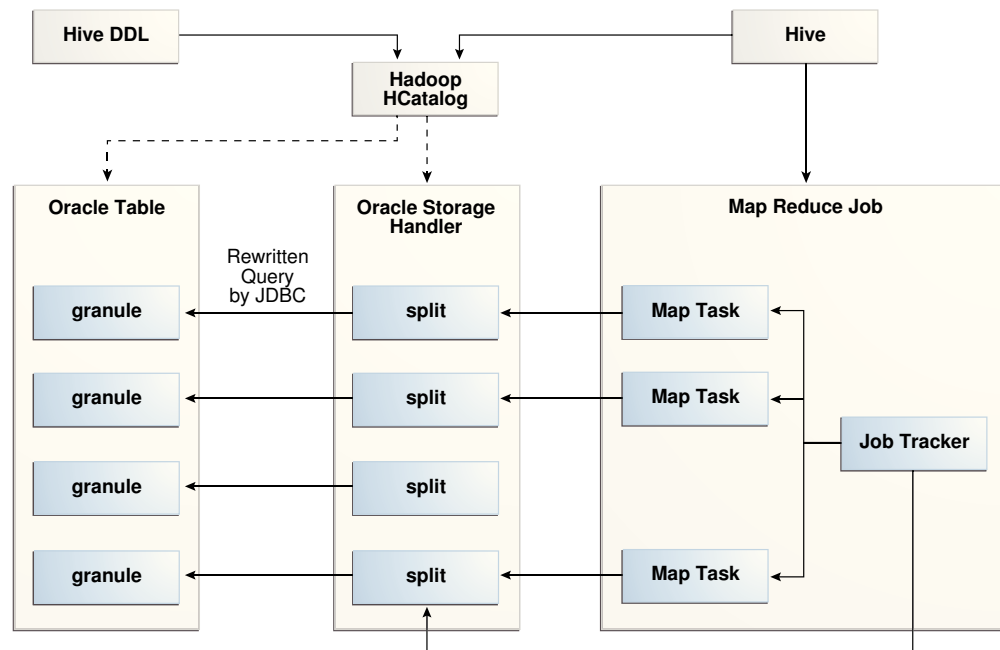 Hive DDL
Hive
Hadoop
HCatalog
Oracle Table
Oracle Storage
Handler
Map Reduce Job
Rewritten
Query
by JDBC
granule
split
Map Task
granule
split
Map Task
Job Tracker
granule
split
granule
split
Map Task